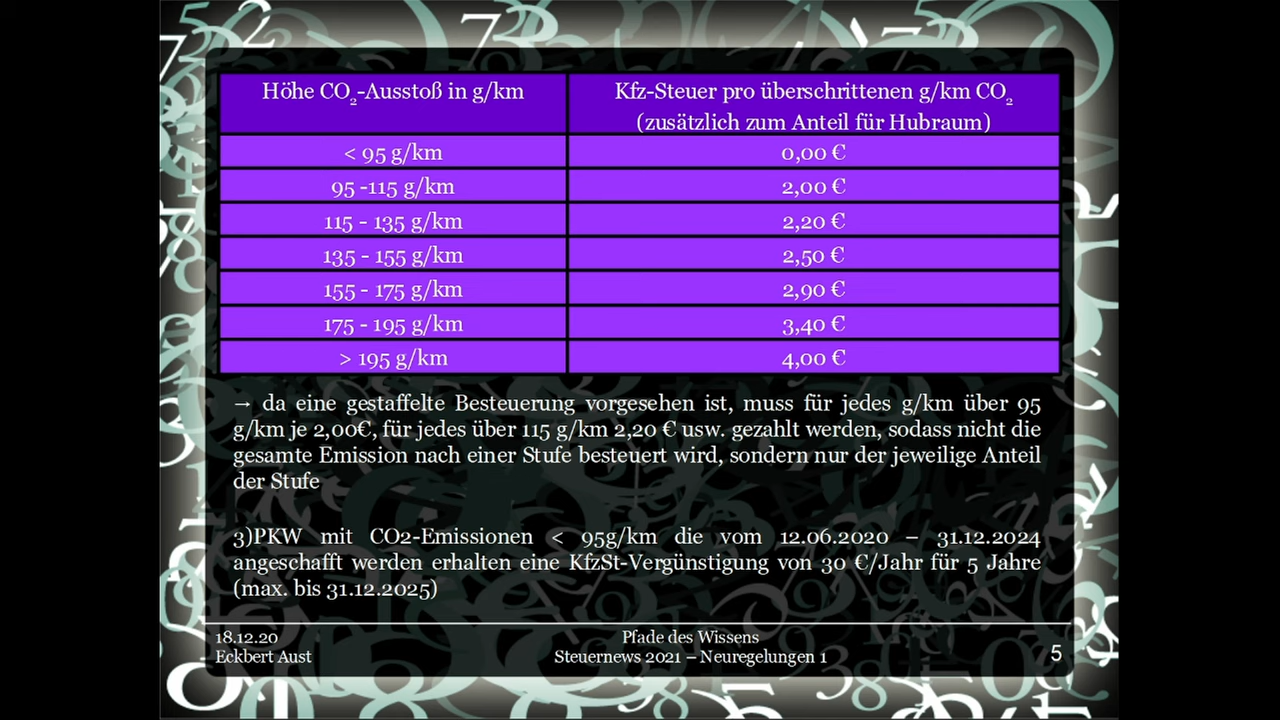 Höhe CO₂-Ausstoß in g/km
Kfz-Steuer pro überschrittenen g/km CO₂
(zusätzlich zum Anteil für Hubraum)
< 95 g/km
0,00 €
95 -115 g/km
2,00 €
115 - 135 g/km
2,20 €
135 - 155 g/km
2,50 €
155 - 175 g/km
2,90 €
175 - 195 g/km
3,40 €
> 195 g/km
4,00 €
→ da eine gestaffelte Besteuerung vorgesehen ist, muss für jedes g/km über 95
g/km je 2,00€, für jedes über 115 g/km 2,20 € usw. gezahlt werden, sodass nicht die
gesamte Emission nach einer Stufe besteuert wird, sondern nur der jeweilige Anteil
der Stufe
3)PKW mit CO2-Emissionen < 95g/km die vom 12.06.2020 – 31.12.2024
angeschafft werden erhalten eine KfzSt-Vergünstigung von 30 €/Jahr für 5 Jahre
(max. bis 31.12.2025)
18.12.20
Eckbert Aust
Pfade des Wissens
Steuernews 2021 – Neuregelungen 1
5